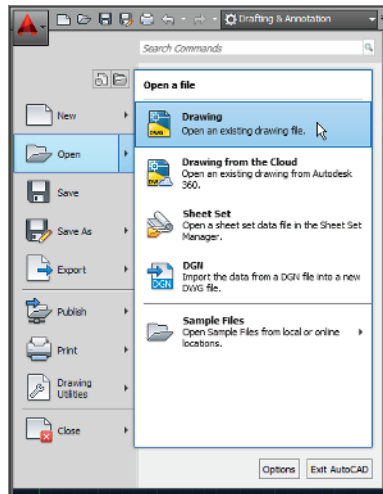 Drafting & Annotation
Search Commands
Open a file
New
Open
Save
Save As
Export
Publish
Print
Drawing
Utilities
Close
Drawing
Open an existing drawing file.
DWG
Drawing from the Cloud
Open an existing drawing from Autodesk
360.
DWG
Sheet Set
Open a sheet set data file in the Sheet Set
Manager.
DGN
Import the data from a DGN file into a new
DWG file.
DGN
Sample Files
Open Sample Files from local or online
locations.
Options
Exit AutoCAD